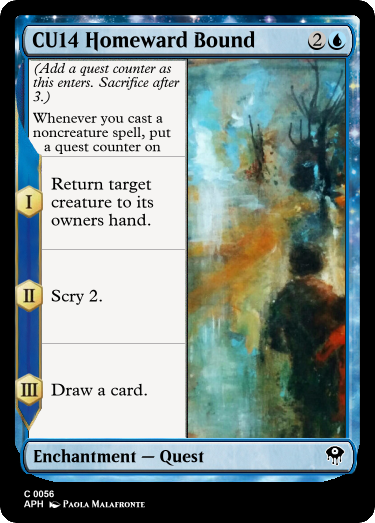 CU14 Homeward Bound 2
(Add a quest counter as
this enters. Sacrifice after
3.)
Whenever you cast a
noncreature spell, put
a quest counter on
I
Return target
creature to its
owners hand.
II
Scry 2.
III
Draw a card.
Enchantment — Quest
C 0056
APH Paola Malafronte